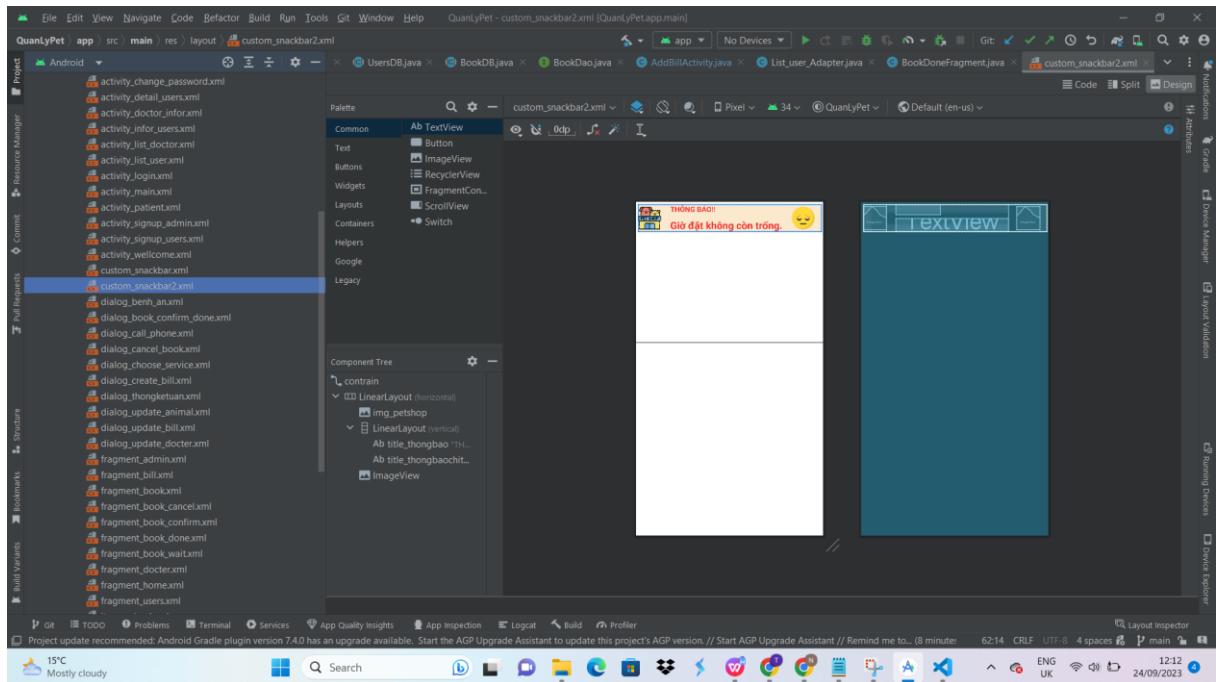 File Edit View Navigate Code Refactor Build Run Tools Git Window Help QuanLyPet - custom_snackbar2.xml [QuanLyPet.app.main]
QuanLyPet app src main res layout custom_snackbar2.xml
app No Devices Git:
Android
UsersDB.java BookDB.java BookDao.java AddBillActivity.java List_user_Adapter.java BookDoneFragment.java custom_snackbar2.xml
Code Split Design
Project
Resource Manager
Commit
Pull Requests
Structure
Bookmarks
Build Variants
activity_change_password.xml
activity_detail_users.xml
activity_doctor_infor.xml
activity_infor_users.xml
activity_list_doctor.xml
activity_list_user.xml
activity_login.xml
activity_main.xml
activity_patient.xml
activity_signup_admin.xml
activity_signup_users.xml
activity_wellcome.xml
custom_snackbar.xml
custom_snackbar2.xml
dialog_benh_an.xml
dialog_book_confirm_done.xml
dialog_call_phone.xml
dialog_cancel_book.xml
dialog_choose_service.xml
dialog_create_bill.xml
dialog_thongketuan.xml
dialog_update_animal.xml
dialog_update_bill.xml
dialog_update_docter.xml
fragment_admin.xml
fragment_bill.xml
fragment_book.xml
fragment_book_cancel.xml
fragment_book_confirm.xml
fragment_book_done.xml
fragment_book_wait.xml
fragment_docter.xml
fragment_home.xml
fragment_users.xml
Palette
Common
Text
Buttons
Widgets
Layouts
Containers
Helpers
Google
Legacy
Ab TextView
Button
ImageView
RecyclerView
FragmentCon...
ScrollView
Switch
Component Tree
contrain
LinearLayout (horizontal)
img_petshop
LinearLayout (vertical)
Ab title_thongbao "TH...
Ab title_thongbaochit...
ImageView
custom_snackbar2.xml Pixel 34 QuanLyPet Default (en-us)
0dp
THÔNG BÁO!!
Giờ đặt không còn trống.
TextView
Notifications
Attributes
Gradle
Device Manager
Layout Validation
Running Devices
Device Explorer
Git TODO Problems Terminal Services App Quality Insights App Inspection Logcat Build Profiler Layout Inspector
Project update recommended: Android Gradle plugin version 7.4.0 has an upgrade available. Start the AGP Upgrade Assistant to update this project's AGP version. // Start AGP Upgrade Assistant // Remind me to... (8 minute: 62:14 CRLF UTF-8 4 spaces main
15°C
Mostly cloudy
Search
ENG
UK
12:12
24/09/2023
4